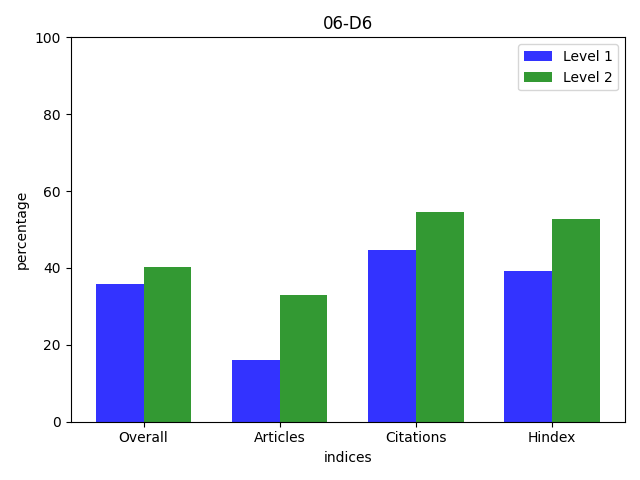 06-D6
100
80
60
40
20
0
percentage
Level 1
Level 2
Overall Articles Citations Hindex
indices